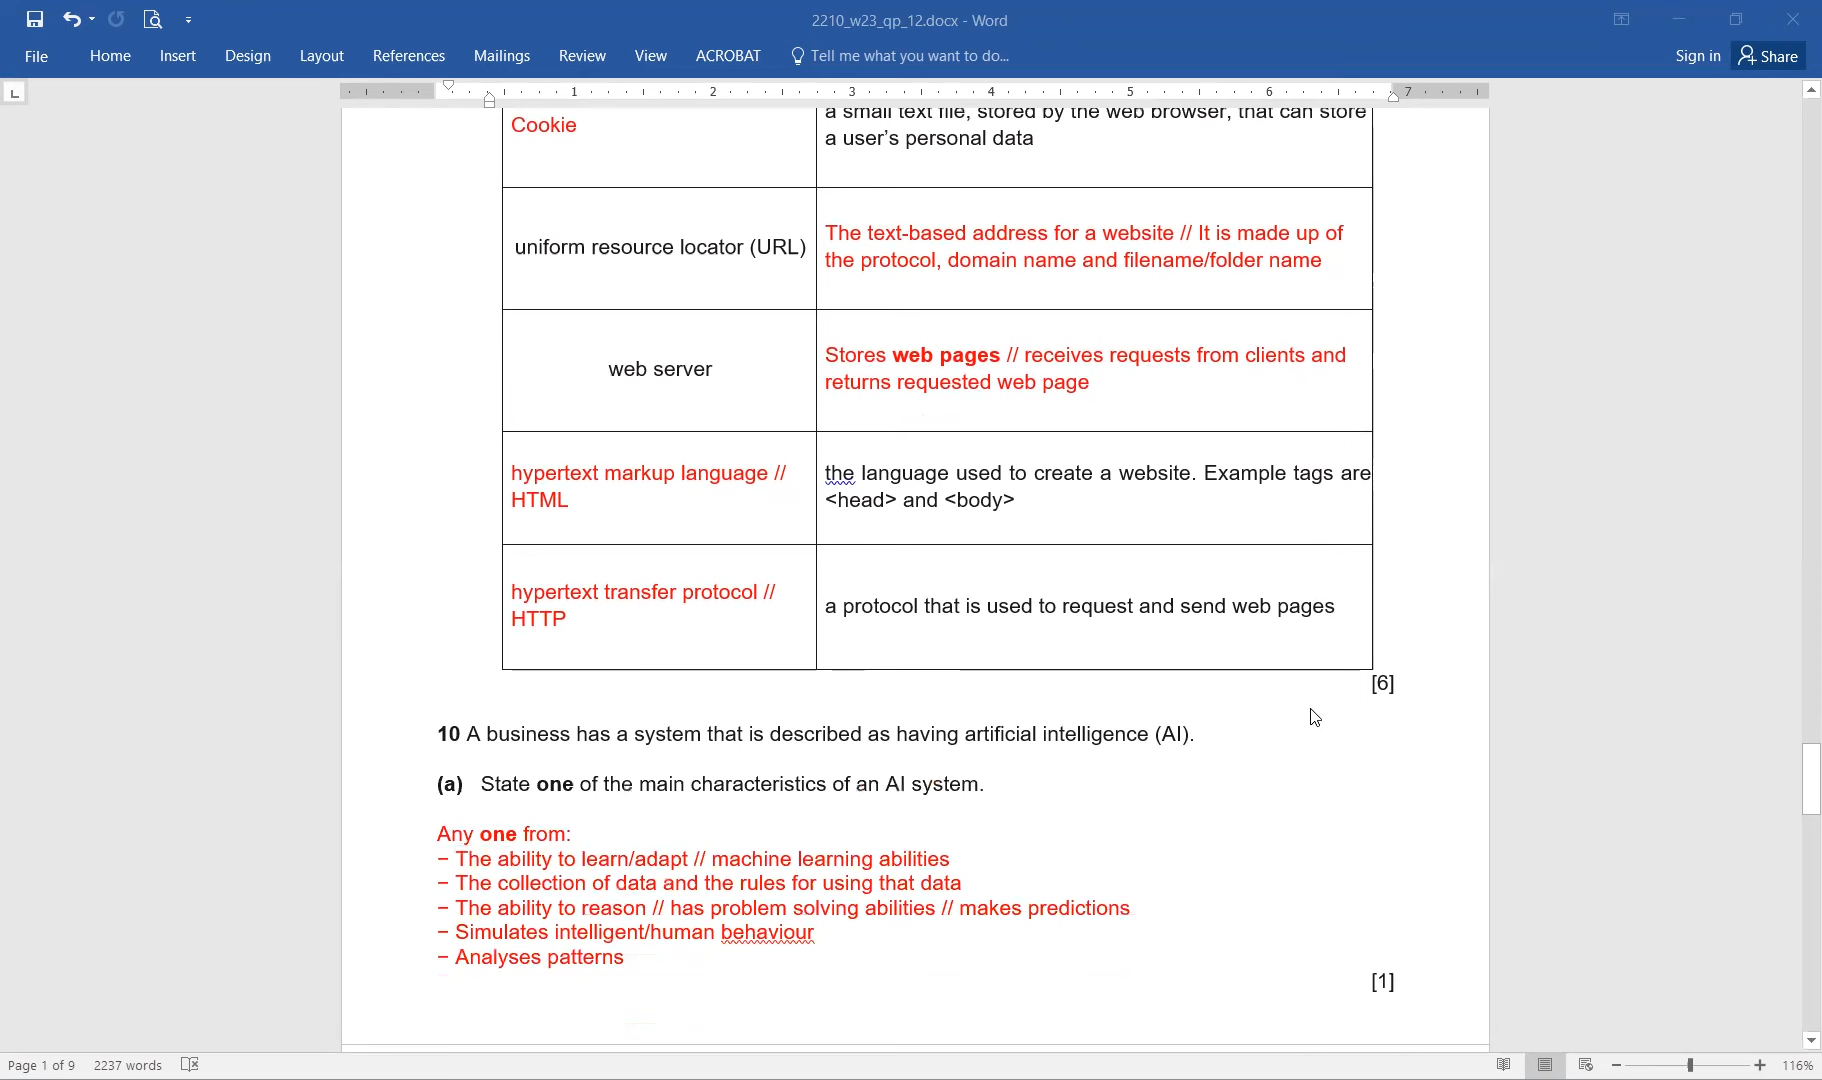 2210_w23_qp_12.docx - Word
File Home Insert Design Layout References Mailings Review View ACROBAT Tell me what you want to do... Sign in Share
L
1 2 3 4 5 6 7
Cookie
a small text file, stored by the web browser, that can store
a user’s personal data
uniform resource locator (URL)
The text-based address for a website // It is made up of
the protocol, domain name and filename/folder name
web server
Stores web pages // receives requests from clients and
returns requested web page
hypertext markup language //
HTML
the language used to create a website. Example tags are
<head> and <body>
hypertext transfer protocol //
HTTP
a protocol that is used to request and send web pages
[6]
10 A business has a system that is described as having artificial intelligence (AI).
(a) State one of the main characteristics of an AI system.
Any one from:
− The ability to learn/adapt // machine learning abilities
− The collection of data and the rules for using that data
− The ability to reason // has problem solving abilities // makes predictions
− Simulates intelligent/human behaviour
− Analyses patterns
[1]
Page 1 of 9 2237 words 116%